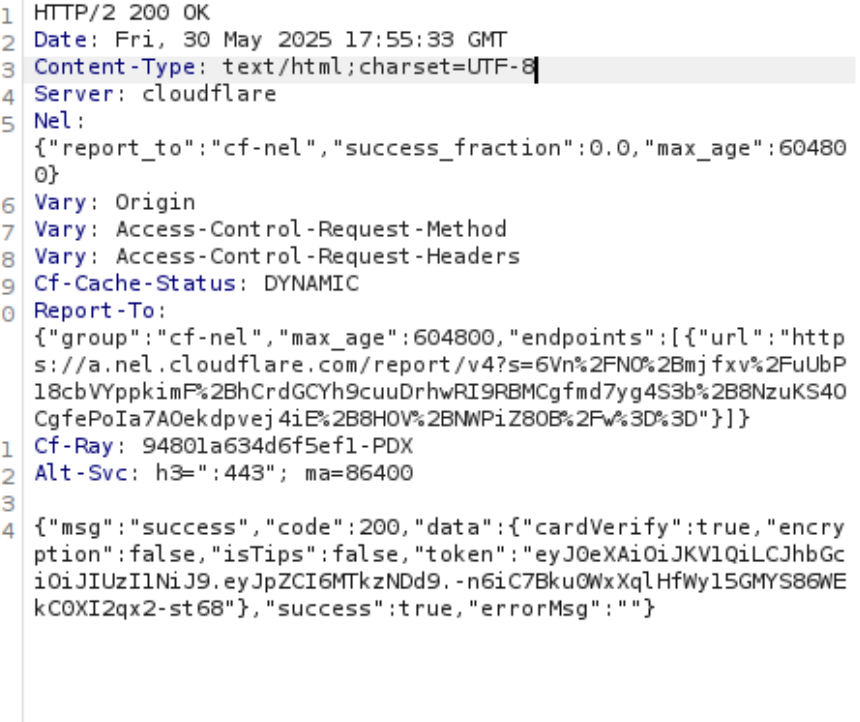 1 HTTP/2 200 OK
2 Date: Fri, 30 May 2025 17:55:33 GMT
3 Content-Type: text/html;charset=UTF-8
4 Server: cloudflare
5 Nel:
{"report_to":"cf-nel","success_fraction":0.0,"max_age":60480
0}
6 Vary: Origin
7 Vary: Access-Control-Request-Method
8 Vary: Access-Control-Request-Headers
9 Cf-Cache-Status: DYNAMIC
0 Report-To:
{"group":"cf-nel","max_age":604800,"endpoints":[{"url":"http
s://a.nel.cloudflare.com/report/v4?s=6Vn%2FNO%2Bmjfxv%2FuUbP
18cbVYppkimF%2BhCrdGCYh9cuuDrhwRI9RBMCgfmd7yg4S3b%2B8NzuKS40
CgfePoIa7AOekdpvej4iE%2B8HOV%2BNWPiZ80B%2Fw%3D%3D"}]}
1 Cf-Ray: 94801a634d6f5ef1-PDX
2 Alt-Svc: h3=":443"; ma=86400
3
4 {"msg":"success","code":200,"data":{"cardVerify":true,"encry
ption":false,"isTips":false,"token":"eyJ0eXAiOiJKV1QiLCJhbGc
iOiJIUzI1NiJ9.eyJpZCI6MTkzNDd9.-n6iC7Bku0WxXqlHfWy15GMYS86WE
kC0XI2qx2-st68"},"success":true,"errorMsg":""}